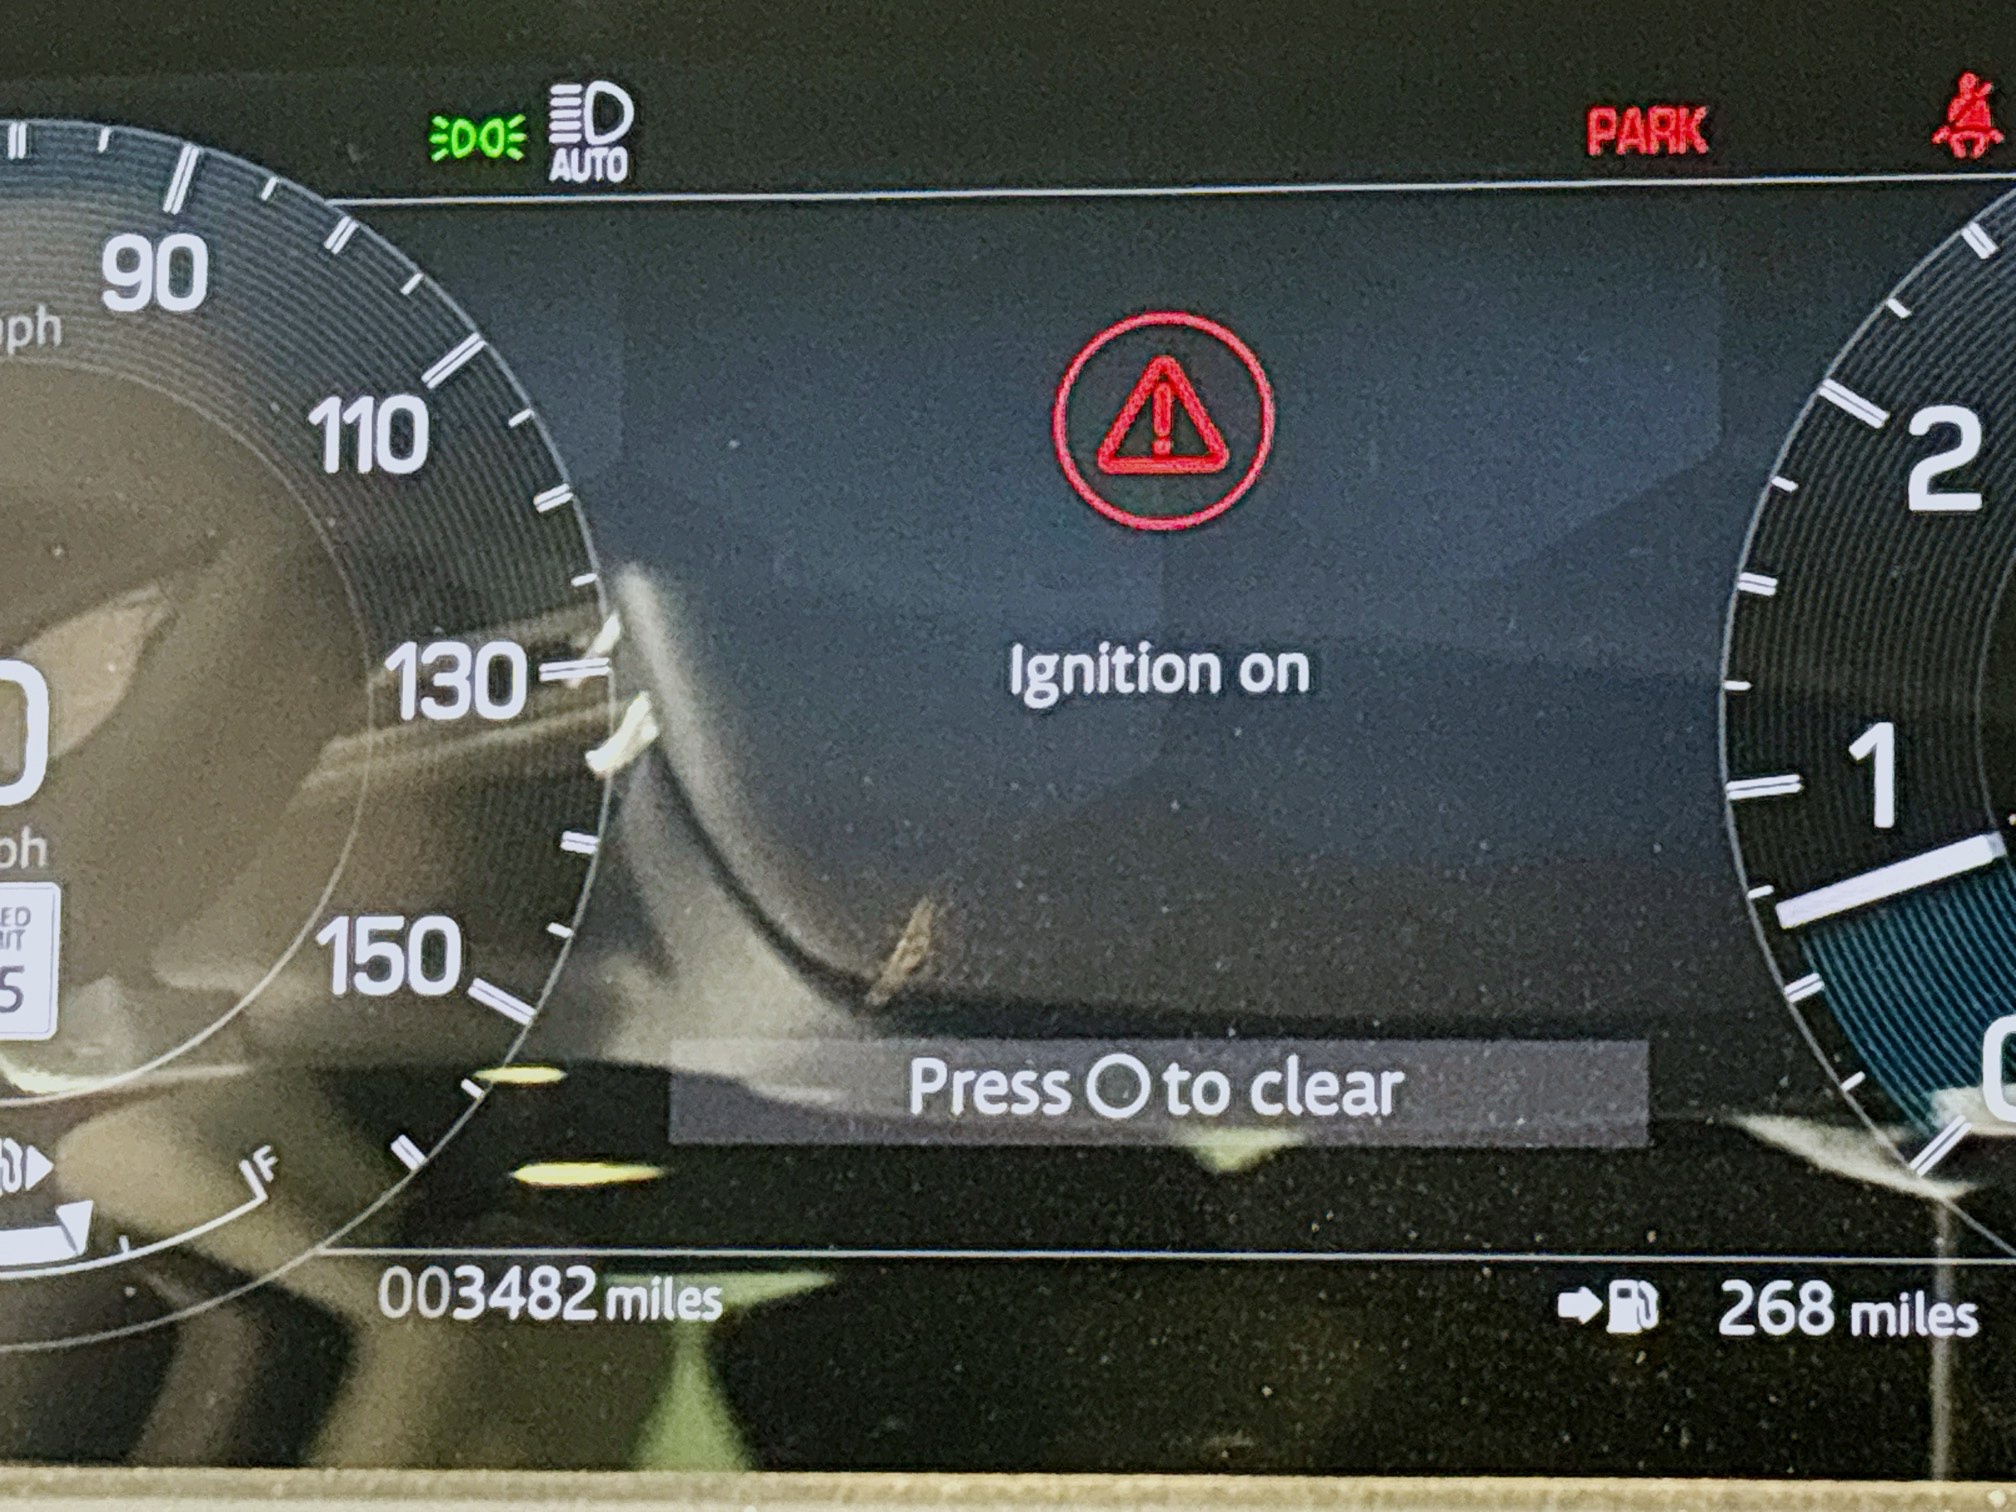 AUTO
PARK
90
110
130
150
2
1
Ignition on
Press to clear
F
003482 miles
268 miles